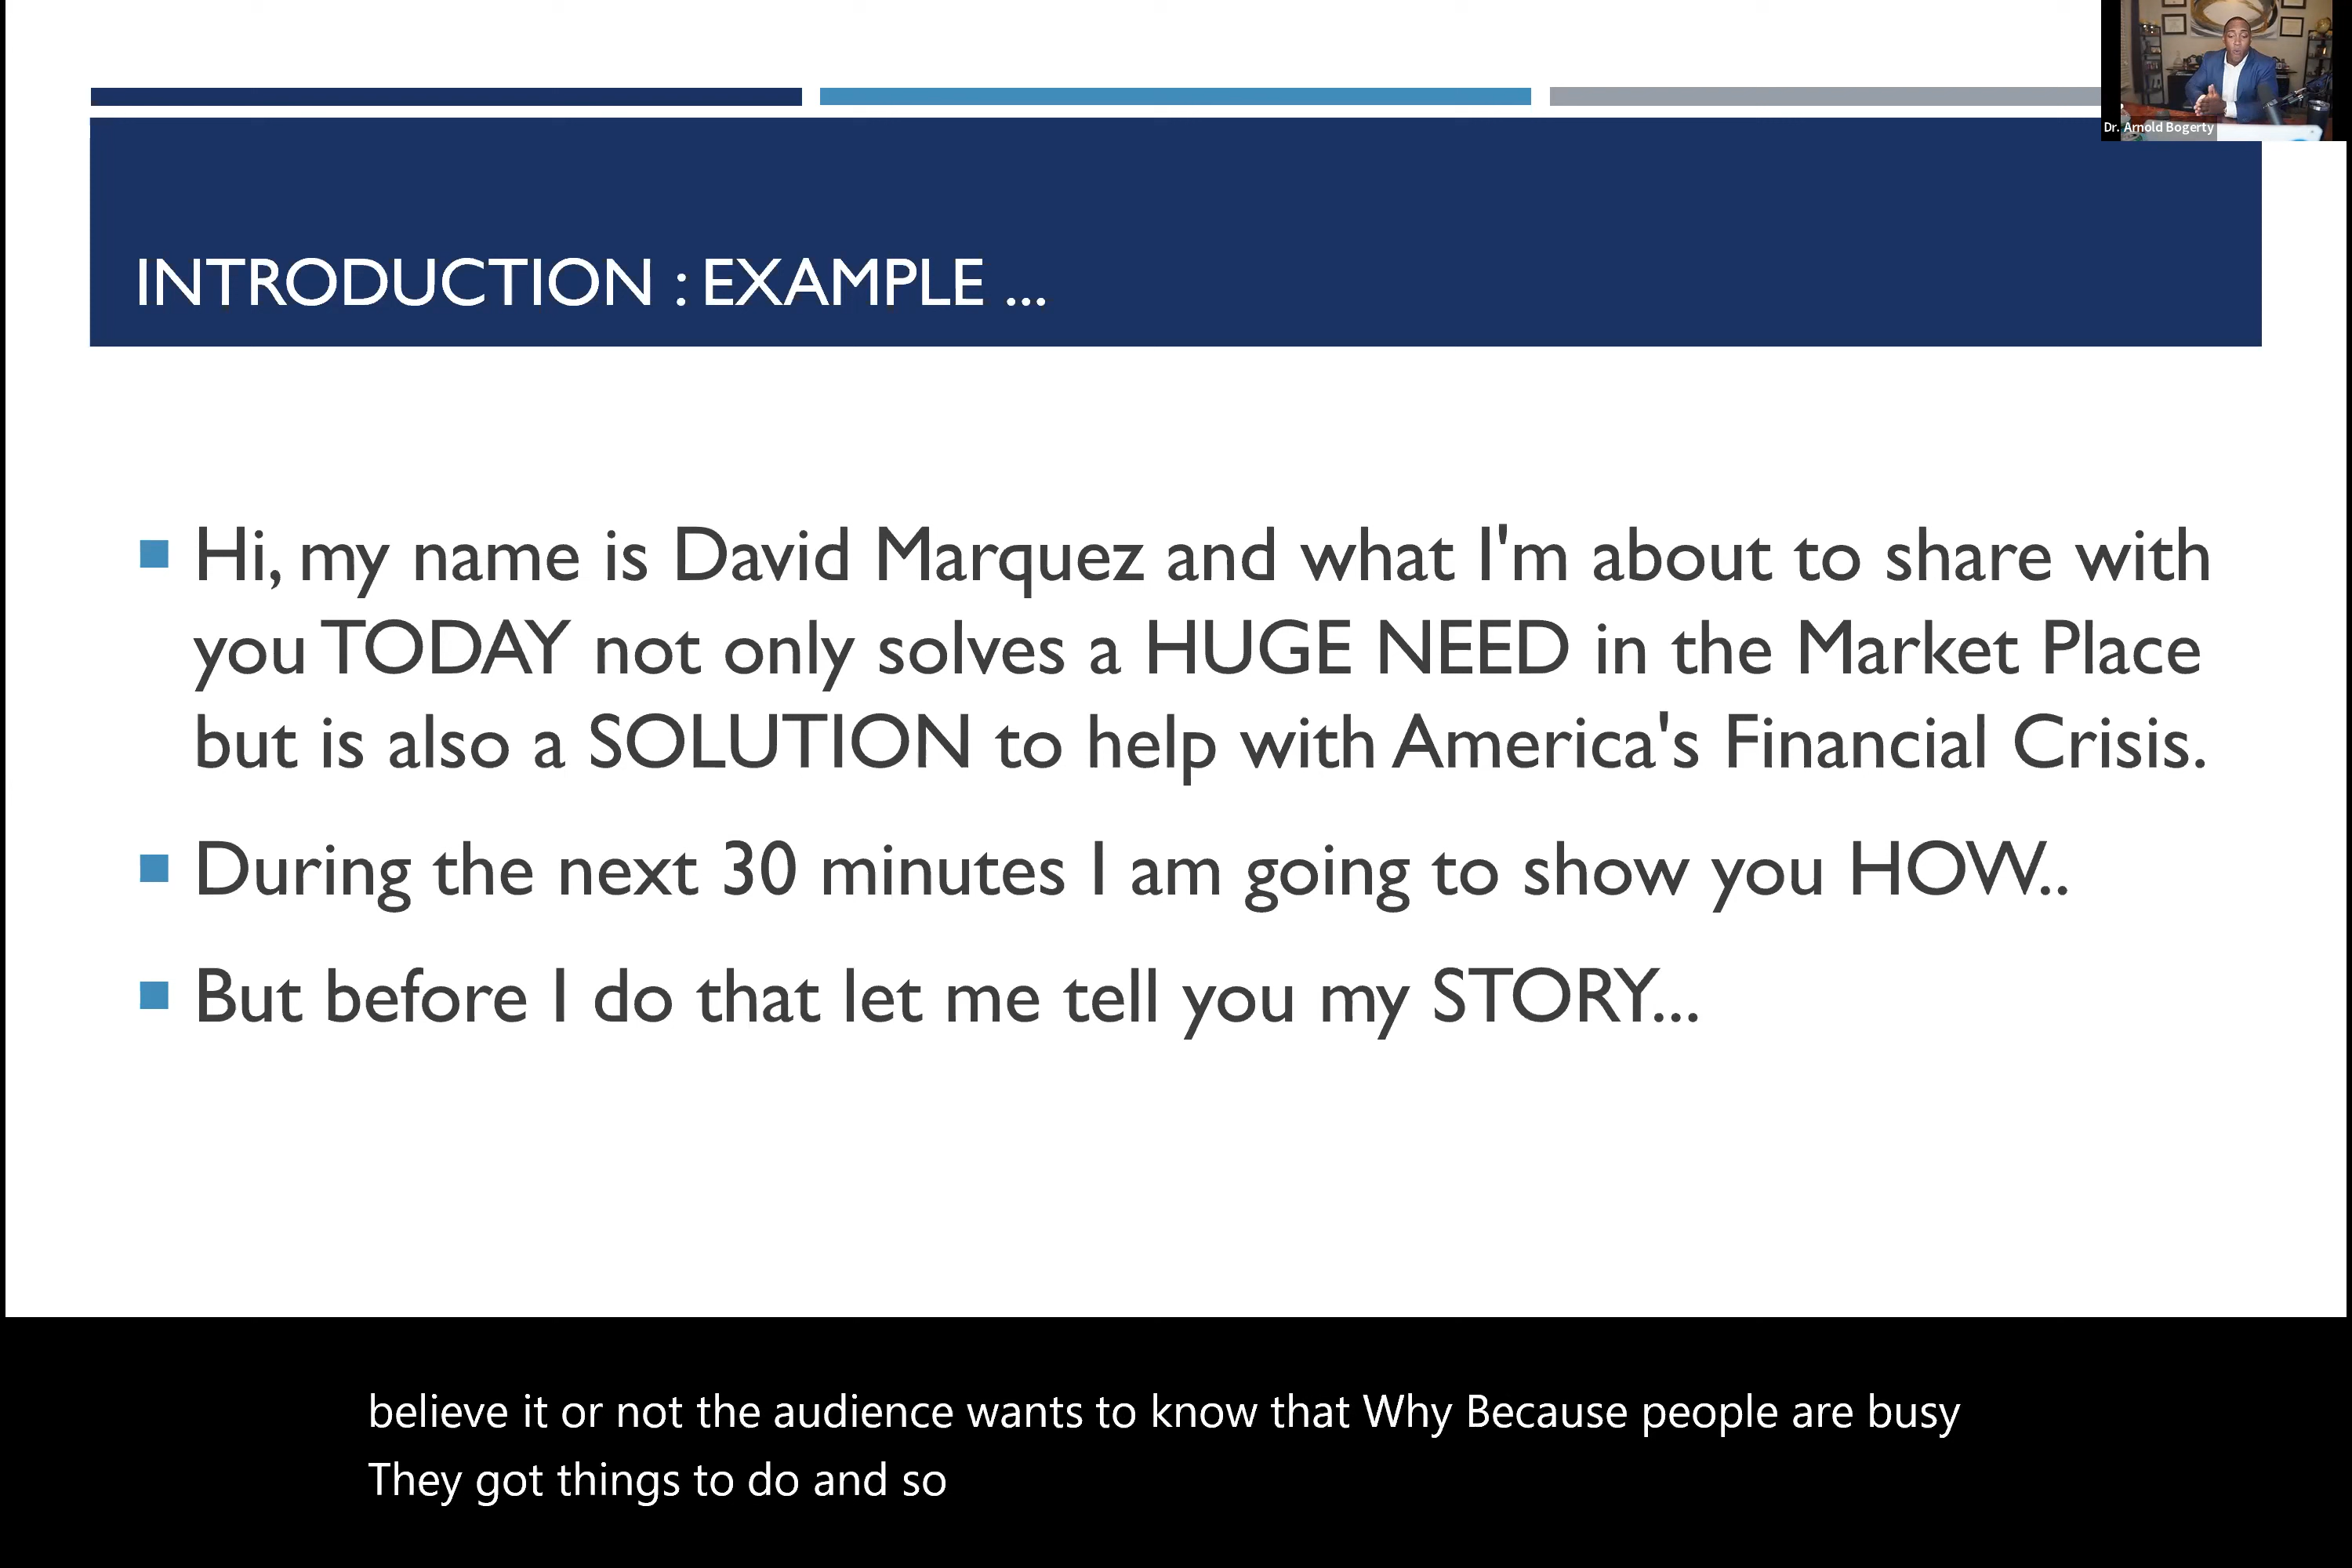 Dr. Arnold Bogerty
INTRODUCTION : EXAMPLE ...
Hi, my name is David Marquez and what I'm about to share with
you TODAY not only solves a HUGE NEED in the Market Place
but is also a SOLUTION to help with America's Financial Crisis.
During the next 30 minutes I am going to show you HOW..
But before I do that let me tell you my STORY...
believe it or not the audience wants to know that Why Because people are busy
They got things to do and so